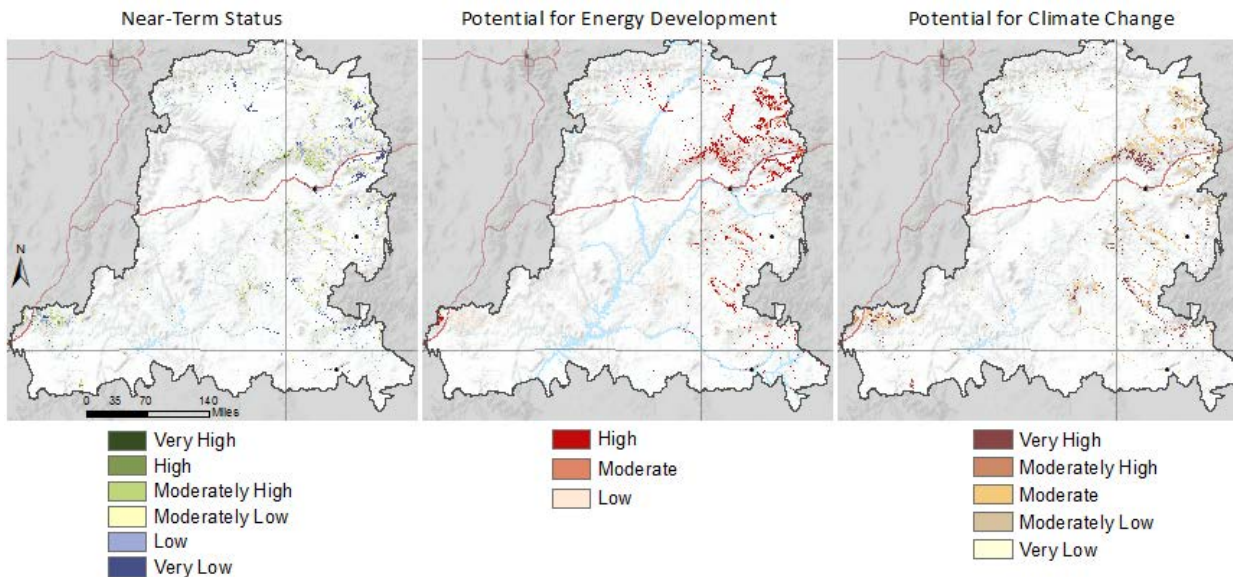 Near-Term Status
Potential for Energy Development
Potential for Climate Change
N
0 35 70 140
Miles
Very High
High
Moderately High
Moderately Low
Low
Very Low
High
Moderate
Low
Very High
Moderately High
Moderate
Moderately Low
Very Low